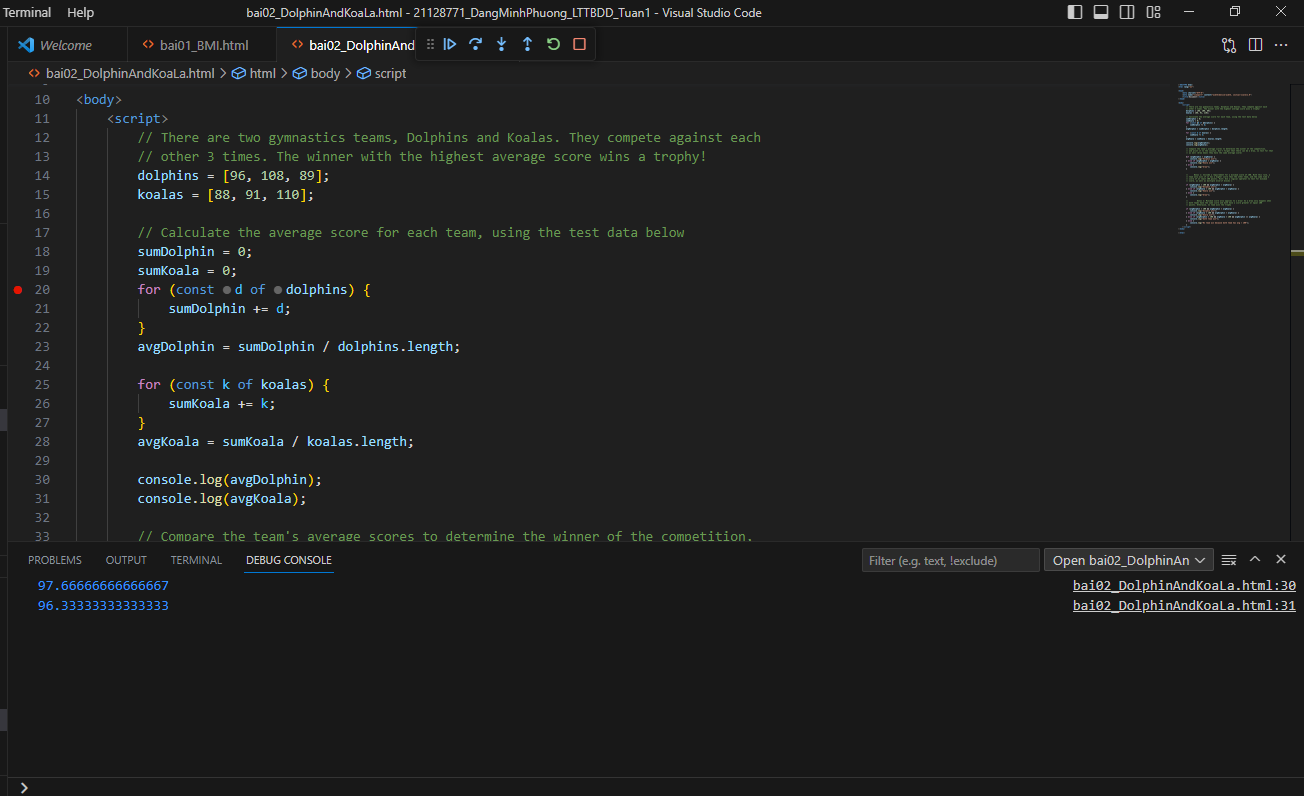 Terminal Help bai02_DolphinAndKoaLa.html - 21128771_DangMinhPhuong_LTTBDD_Tuan1 - Visual Studio Code
Welcome bai01_BMI.html bai02_DolphinAnd
bai02_DolphinAndKoaLa.html > html > body > script
10 <body>
11 <script>
12 // There are two gymnastics teams, Dolphins and Koalas. They compete against each
13 // other 3 times. The winner with the highest average score wins a trophy!
14 dolphins = [96, 108, 89];
15 koalas = [88, 91, 110];
16
17 // Calculate the average score for each team, using the test data below
18 sumDolphin = 0;
19 sumKoala = 0;
20 for (const d of dolphins) {
21 sumDolphin += d;
22 }
23 avgDolphin = sumDolphin / dolphins.length;
24
25 for (const k of koalas) {
26 sumKoala += k;
27 }
28 avgKoala = sumKoala / koalas.length;
29
30 console.log(avgDolphin);
31 console.log(avgKoala);
32
33 // Compare the team's average scores to determine the winner of the competition,
PROBLEMS OUTPUT TERMINAL DEBUG CONSOLE Filter (e.g. text, !exclude) Open bai02_DolphinAn
97.66666666666667 bai02_DolphinAndKoaLa.html:30
96.33333333333333 bai02_DolphinAndKoaLa.html:31